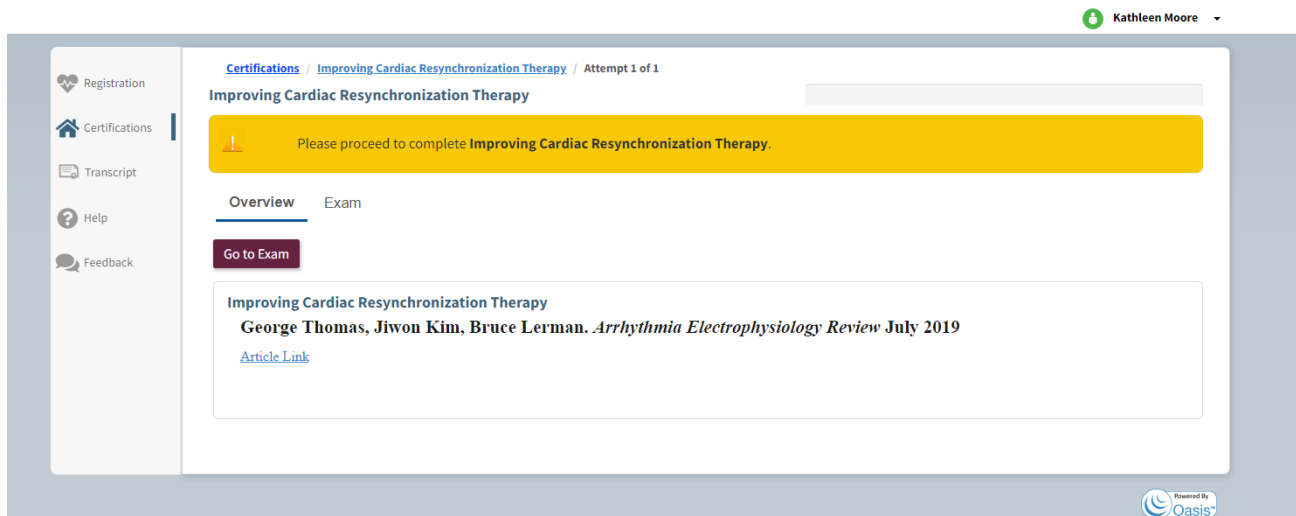 Kathleen Moore
Registration
Certifications
Transcript
Help
Feedback
Certifications / Improving Cardiac Resynchronization Therapy / Attempt 1 of 1
Improving Cardiac Resynchronization Therapy
Please proceed to complete Improving Cardiac Resynchronization Therapy.
Overview Exam
Go to Exam
Improving Cardiac Resynchronization Therapy
George Thomas, Jiwon Kim, Bruce Lerman. Arrhythmia Electrophysiology Review July 2019
Article Link
Powered By
Oasis™